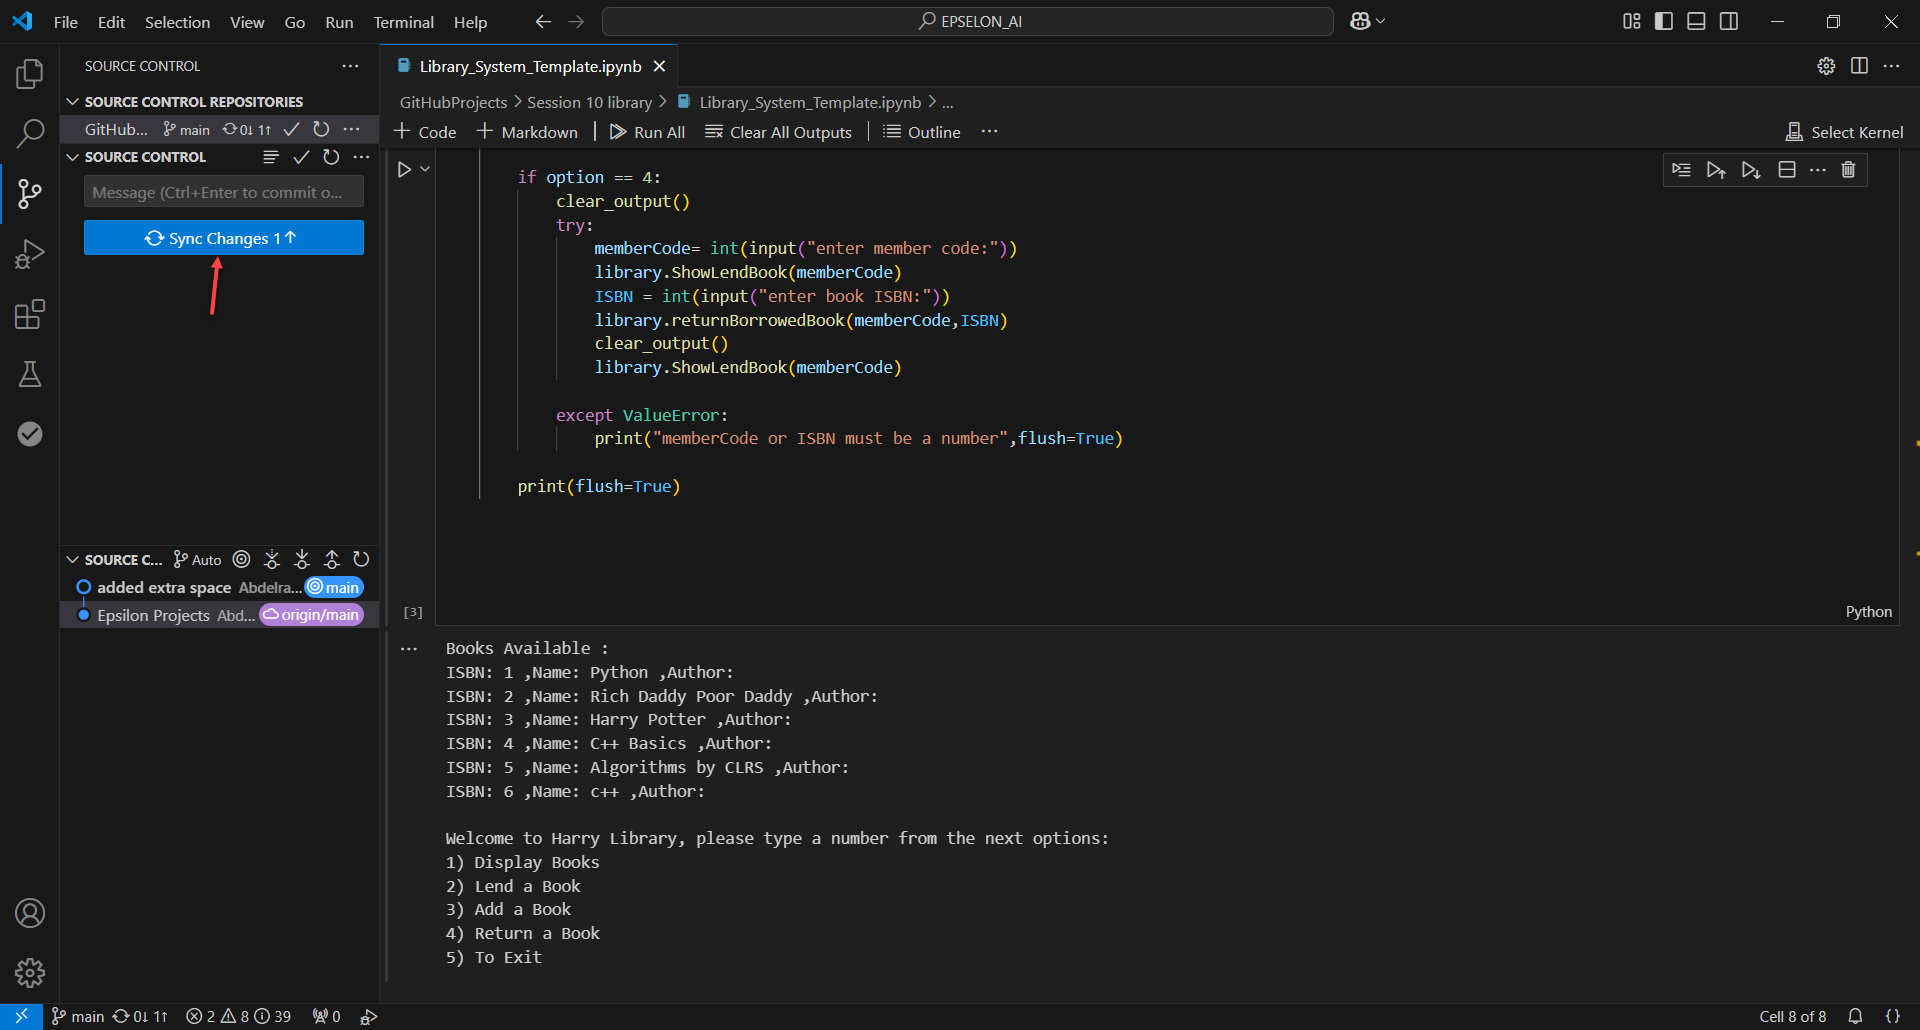 File Edit Selection View Go Run Terminal Help
EPSELON_AI
SOURCE CONTROL
SOURCE CONTROL REPOSITORIES
GitHub... main 0↓ 1↑
SOURCE CONTROL
Message (Ctrl+Enter to commit o...
Sync Changes 1↑
SOURCE C... Auto
added extra space Abdelra... main
Epsilon Projects Abd... origin/main
Library_System_Template.ipynb
GitHubProjects > Session 10 library > Library_System_Template.ipynb > ...
+ Code + Markdown | Run All Clear All Outputs | Outline ...
Select Kernel
if option == 4:
clear_output()
try:
memberCode= int(input("enter member code:"))
library.ShowLendBook(memberCode)
ISBN = int(input("enter book ISBN:"))
library.returnBorrowedBook(memberCode,ISBN)
clear_output()
library.ShowLendBook(memberCode)
except ValueError:
print("memberCode or ISBN must be a number",flush=True)
print(flush=True)
[3]
Python
Books Available :
ISBN: 1 ,Name: Python ,Author:
ISBN: 2 ,Name: Rich Daddy Poor Daddy ,Author:
ISBN: 3 ,Name: Harry Potter ,Author:
ISBN: 4 ,Name: C++ Basics ,Author:
ISBN: 5 ,Name: Algorithms by CLRS ,Author:
ISBN: 6 ,Name: c++ ,Author:
Welcome to Harry Library, please type a number from the next options:
1) Display Books
2) Lend a Book
3) Add a Book
4) Return a Book
5) To Exit
main 0↓ 1↑ 2 8 39 0
Cell 8 of 8 {}